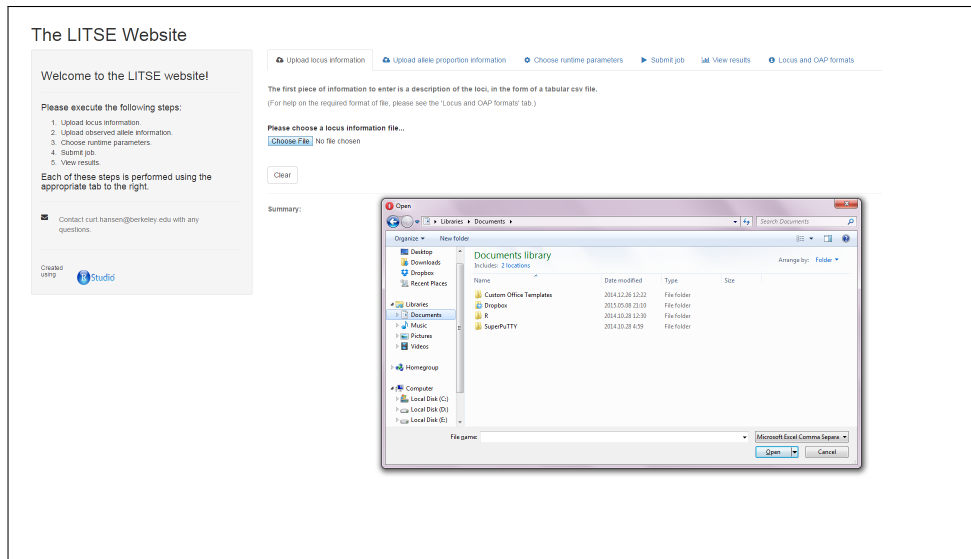 The LITSE Website
Welcome to the LITSE website!
Please execute the following steps:
1. Upload locus information.
2. Upload observed allele information.
3. Choose runtime parameters.
4. Submit job.
5. View results.
Each of these steps is performed using the
appropriate tab to the right.
Contact curt.hansen@berkeley.edu with any
questions.
Created
using
R Studio
Upload locus information Upload allele proportion information Choose runtime parameters Submit job View results Locus and OAP formats
The first piece of information to enter is a description of the loci, in the form of a tabular csv file.
(For help on the required format of file, please see the 'Locus and OAP formats' tab.)
Please choose a locus information file...
Choose File No file chosen
Clear
Summary:
Open
Libraries Documents Search Documents
Organize New folder
Desktop
Downloads
Dropbox
Recent Places
Libraries
Documents
Music
Pictures
Videos
Homegroup
Computer
Local Disk (C:)
Local Disk (D:)
Local Disk (E:)
Documents library
Includes: 2 locations
Arrange by: Folder
Name Date modified Type Size
Custom Office Templates 2014.12.26 12:22 File folder
Dropbox 2015.05.08 21:10 File folder
R 2014.10.28 12:30 File folder
SuperPuTTY 2014.10.28 4:59 File folder
File name: Microsoft Excel Comma Separa
Open Cancel